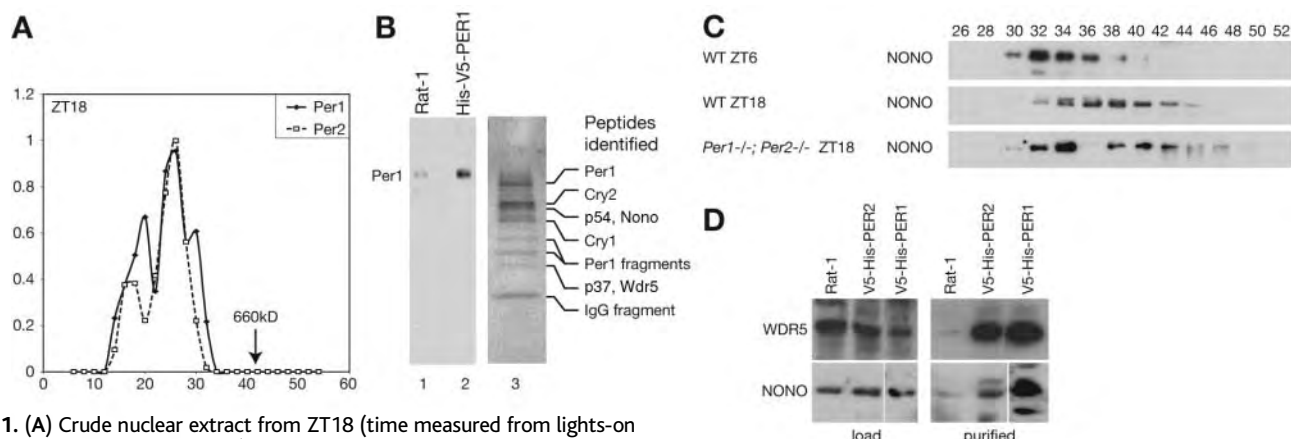 A
ZT18
Per1
Per2
1.2
1
0.8
0.6
0.4
0.2
0
660kD
0 10 20 30 40 50 60
B
Rat-1
His-V5-PER1
Per1
Peptides
identified
Per1
Cry2
p54, Nono
Cry1
Per1 fragments
p37, Wdr5
IgG fragment
1 2 3
C
26 28 30 32 34 36 38 40 42 44 46 48 50 52
WT ZT6 NONO
WT ZT18 NONO
Per1-/-; Per2-/- ZT18 NONO
D
Rat-1
V5-His-PER2
V5-His-PER1
Rat-1
V5-His-PER2
V5-His-PER1
WDR5
NONO
load purified
1. (A) Crude nuclear extract from ZT18 (time measured from lights-on